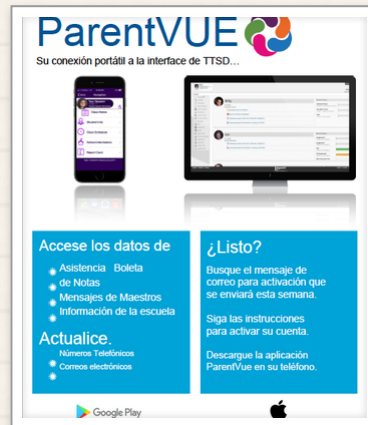 ParentVUE
Su conexión portátil a la interface de TTSD...
Accese los datos de
Asistencia Boleta
de Notas
Mensajes de Maestros
Información de la escuela
Actualice.
Números Telefónicos
Correos electrónicos
¿Listo?
Busque el mensaje de
correo para activación que
se enviará esta semana.
Siga las instrucciones
para activar su cuenta.
Descargue la aplicación
ParentVue en su teléfono.
Google Play